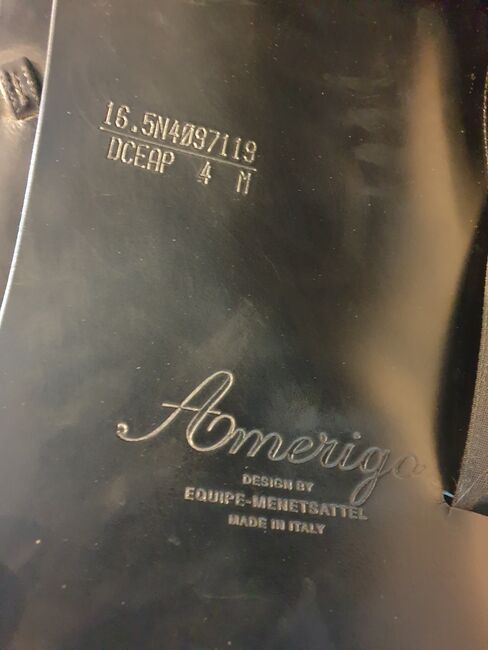 16.5N4097119
DCEAP 4 M
Amerigo
DESIGN BY
EQUIPE-MENETSATTEL
MADE IN ITALY